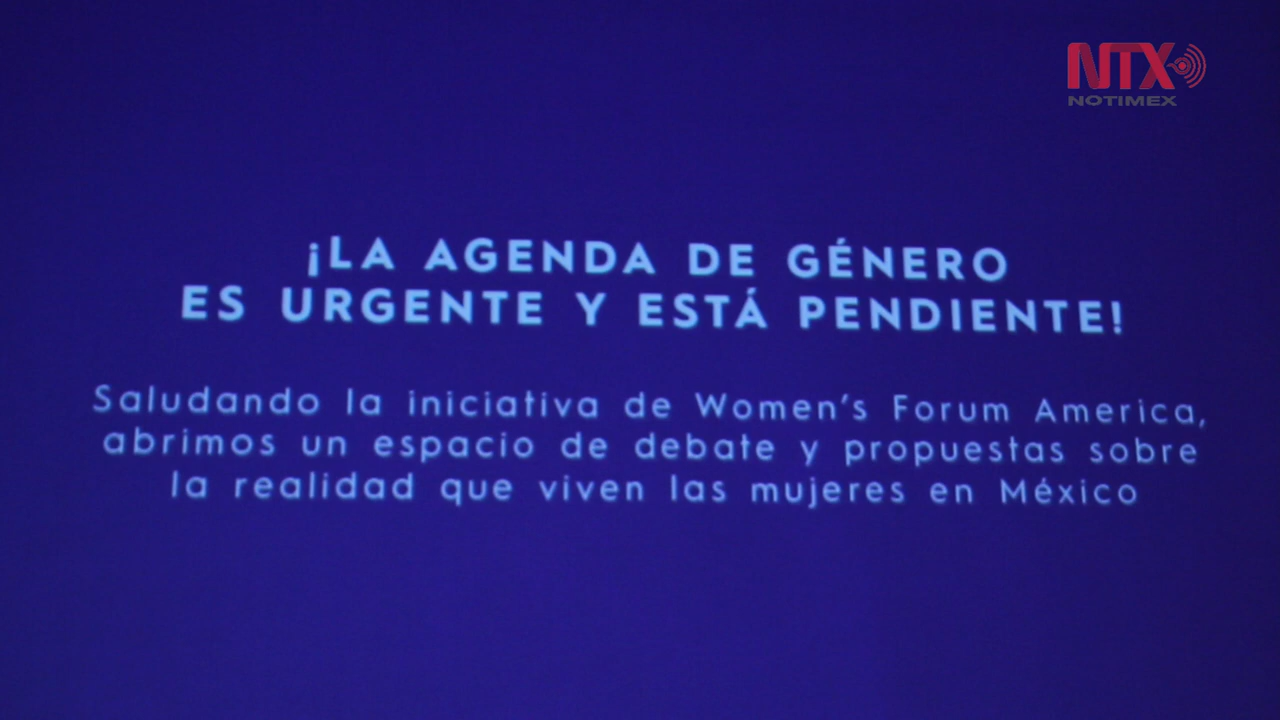 NTX
NOTIMEX
¡LA AGENDA DE GÉNERO
ES URGENTE Y ESTÁ PENDIENTE!
Saludando la iniciativa de Women's Forum America,
abrimos un espacio de debate y propuestas sobre
la realidad que viven las mujeres en México